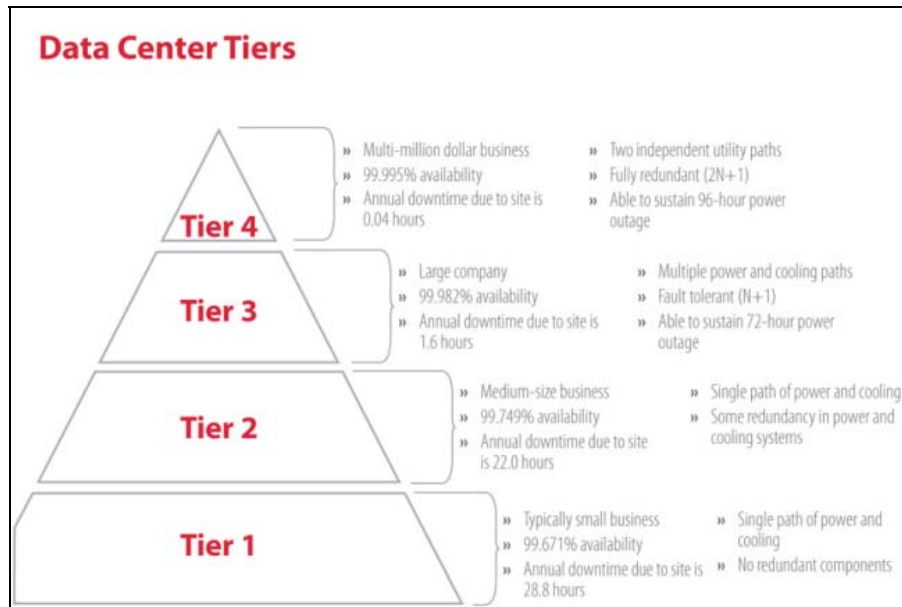 Data Center Tiers
Tier 4
» Multi-million dollar business
» 99.995% availability
» Annual downtime due to site is
0.04 hours
» Two independent utility paths
» Fully redundant (2N+1)
» Able to sustain 96-hour power
outage
Tier 3
» Large company
» 99.982% availability
» Annual downtime due to site is
1.6 hours
» Multiple power and cooling paths
» Fault tolerant (N+1)
» Able to sustain 72-hour power
outage
Tier 2
» Medium-size business
» 99.749% availability
» Annual downtime due to site
is 22.0 hours
» Single path of power and cooling
» Some redundancy in power and
cooling systems
Tier 1
» Typically small business
» 99.671% availability
» Annual downtime due to site is
28.8 hours
» Single path of power and
cooling
» No redundant components